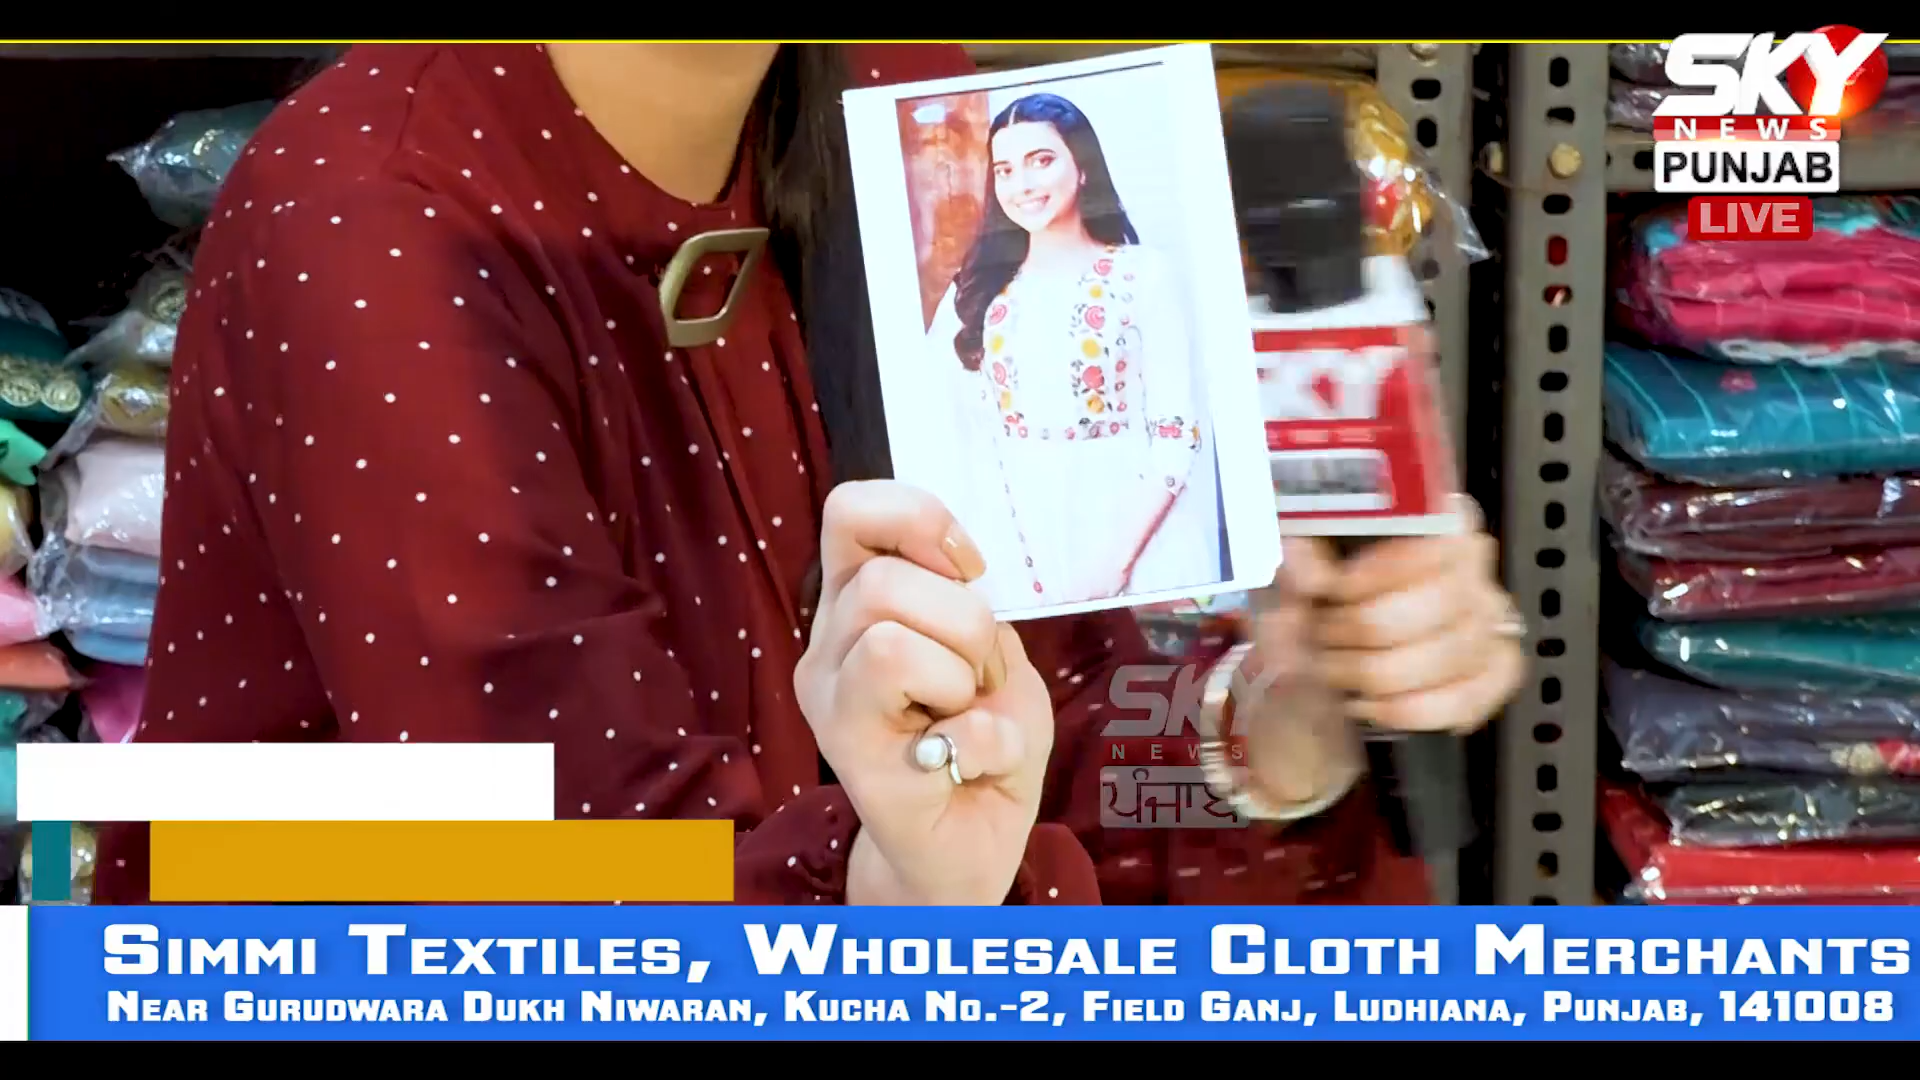 SKY
NEWS
PUNJAB
LIVE
SKY
SKY
NEWS
ਪੰਜਾਬ
SIMMI TEXTILES, WHOLESALE CLOTH MERCHANTS
NEAR GURUDWARA DUKH NIWARAN, KUCHA NO.-2, FIELD GANJ, LUDHIANA, PUNJAB, 141008